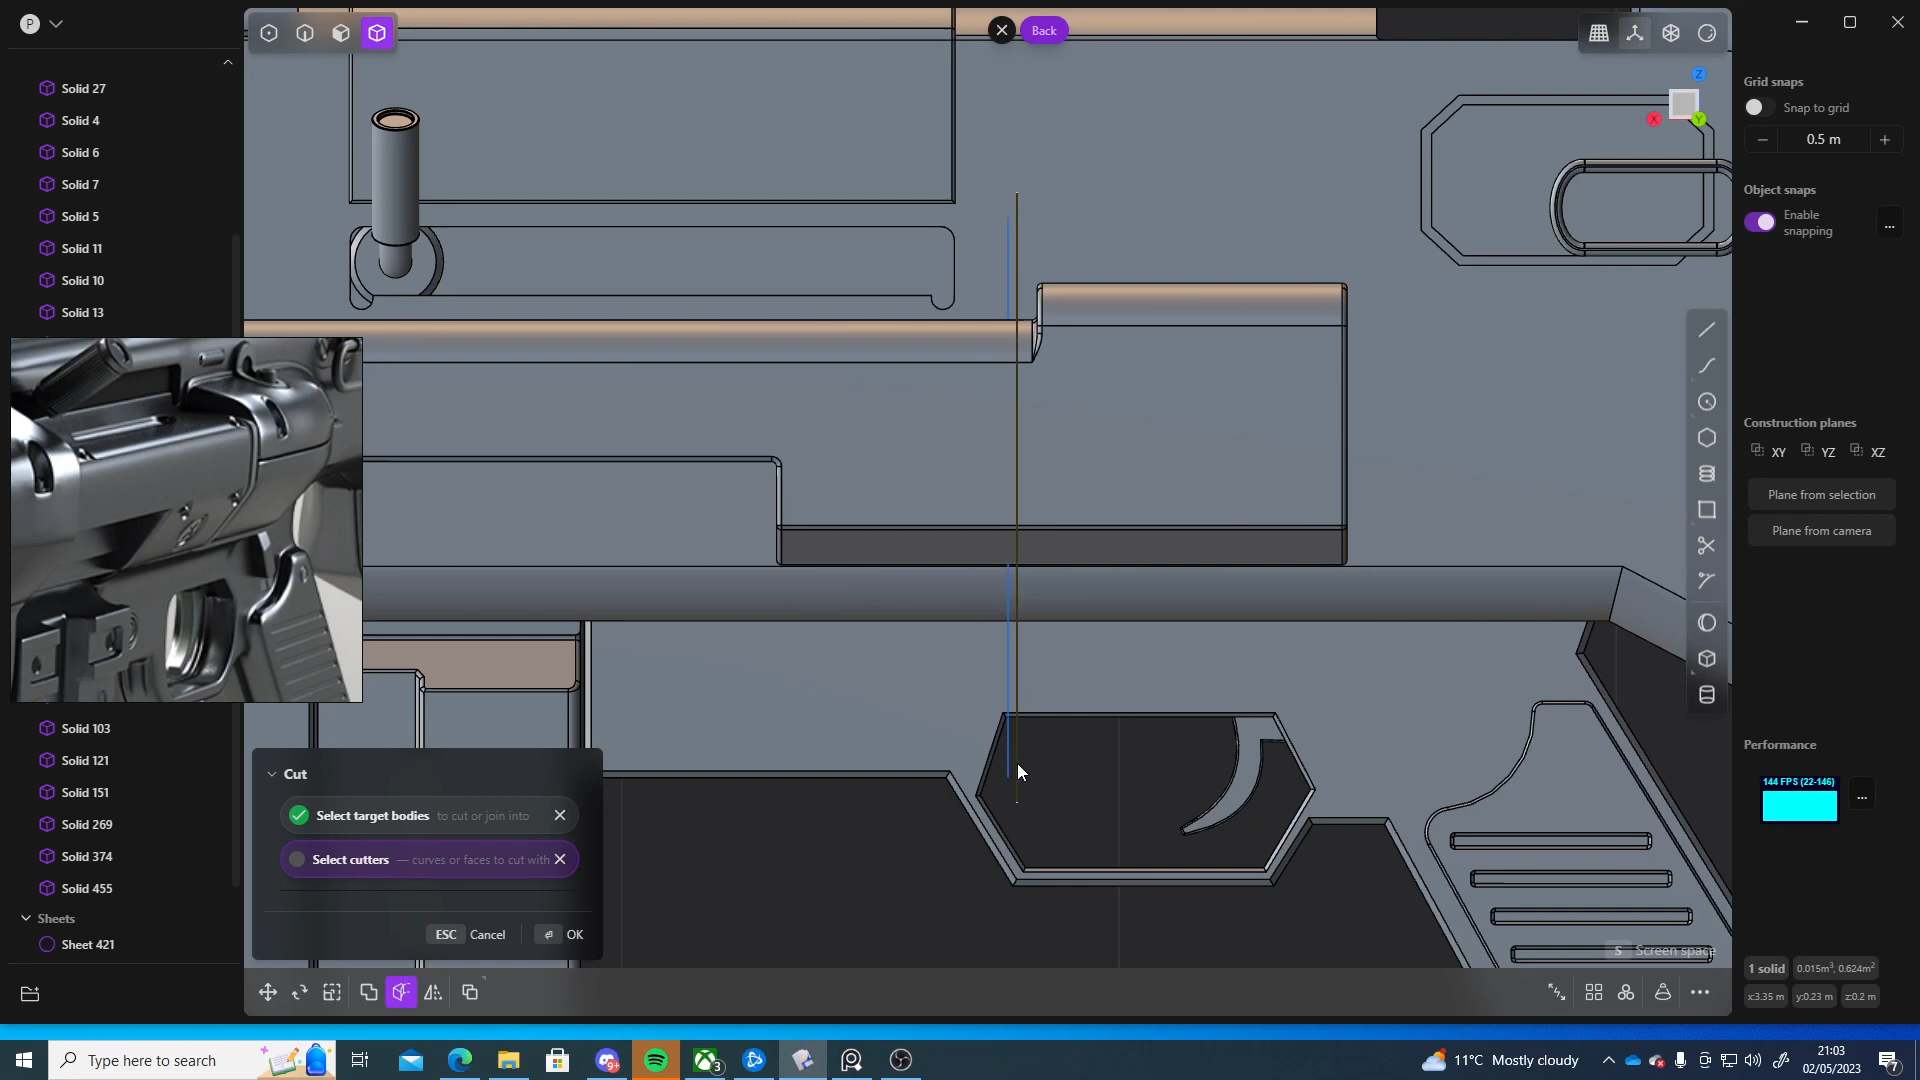 P
Back
Solid 27
Solid 4
Solid 6
Solid 7
Solid 5
Solid 11
Solid 10
Solid 13
Solid 103
Solid 121
Solid 151
Solid 269
Solid 374
Solid 455
Sheets
Sheet 421
Cut
Select target bodies to cut or join into
Select cutters — curves or faces to cut with
ESC Cancel
OK
Z
X
Y
S Screen space
Grid snaps
Snap to grid
0.5 m
Object snaps
Enable
snapping
...
Construction planes
XY YZ XZ
Plane from selection
Plane from camera
Performance
144 FPS (22-146)
...
1 solid 0.015m³, 0.624m²
x:3.35 m y:0.23 m z:0.2 m
Type here to search
9+
3
11°C Mostly cloudy
21:03
02/05/2023
7